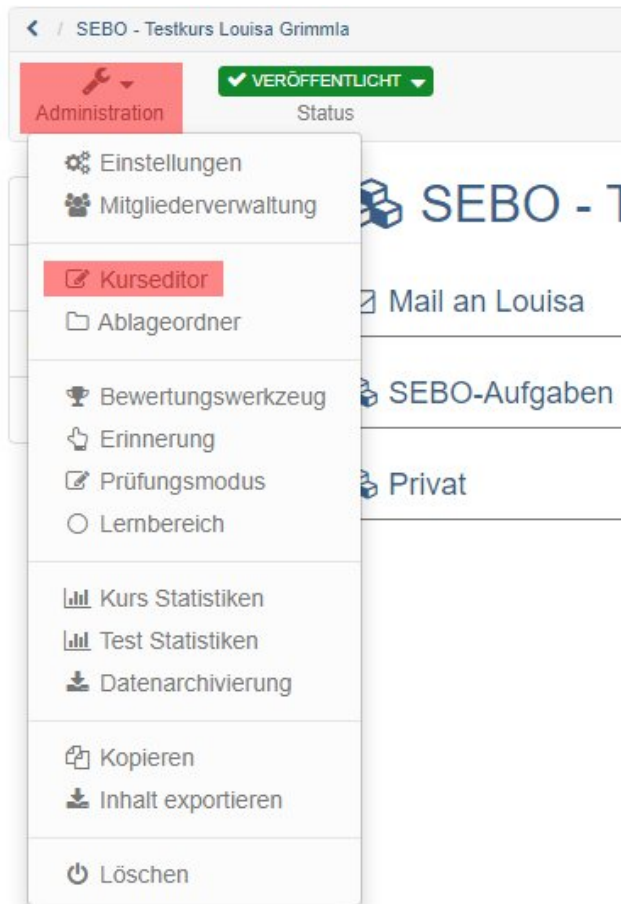 / SEBO - Testkurs Louisa Grimmla
Administration
VERÖFFENTLICHT
Status
Einstellungen
Mitgliederverwaltung
Kurseditor
Ablageordner
Bewertungswerkzeug
Erinnerung
Prüfungsmodus
Lernbereich
Kurs Statistiken
Test Statistiken
Datenarchivierung
Kopieren
Inhalt exportieren
Löschen
SEBO - T
Mail an Louisa
SEBO-Aufgaben
Privat